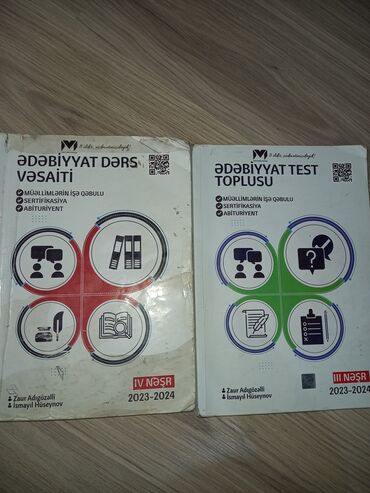 ƏDƏBİYYAT DƏRS
VƏSAİTİ
MÜƏLLİMLƏRİN İŞƏ QƏBULU
SERTİFİKASİYA
ABİTURİYENT
IV NƏŞR
2023-2024
Zaur Adıgözəlli
İsmayıl Hüseynov
ƏDƏBİYYAT TEST
TOPLUSU
MÜƏLLİMLƏRİN İŞƏ QƏBULU
SERTİFİKASİYA
ABİTURİYENT
III NƏŞR
2023-2024
Zaur Adıgözəlli
İsmayıl Hüseynov